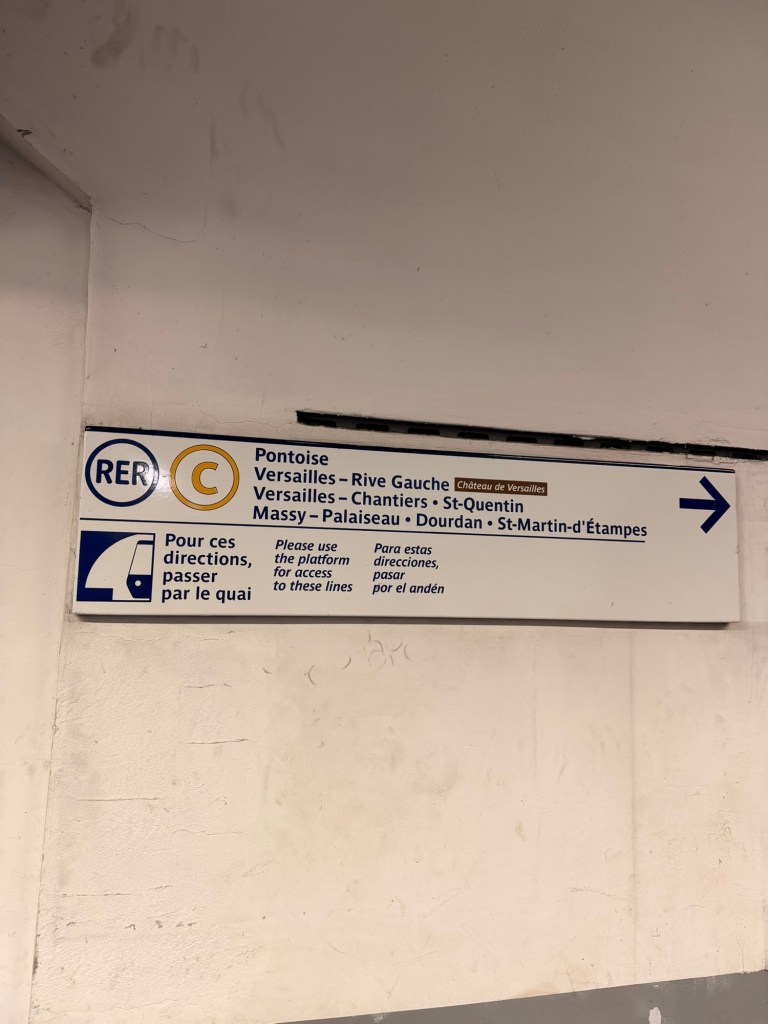 RER C
Pontoise
Versailles – Rive Gauche Château de Versailles
Versailles – Chantiers • St-Quentin
Massy – Palaiseau • Dourdan • St-Martin-d'Étampes
Pour ces
directions,
passer
par le quai
Please use
the platform
for access
to these lines
Para estas
direcciones,
pasar
por el andén